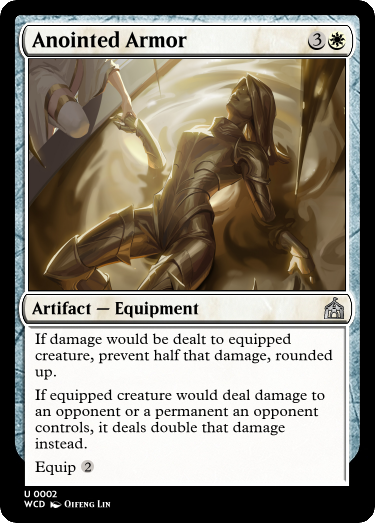 Anointed Armor 3
Artifact — Equipment
If damage would be dealt to equipped
creature, prevent half that damage, rounded
up.
If equipped creature would deal damage to
an opponent or a permanent an opponent
controls, it deals double that damage
instead.
Equip 2
U 0002
WCD Qifeng Lin